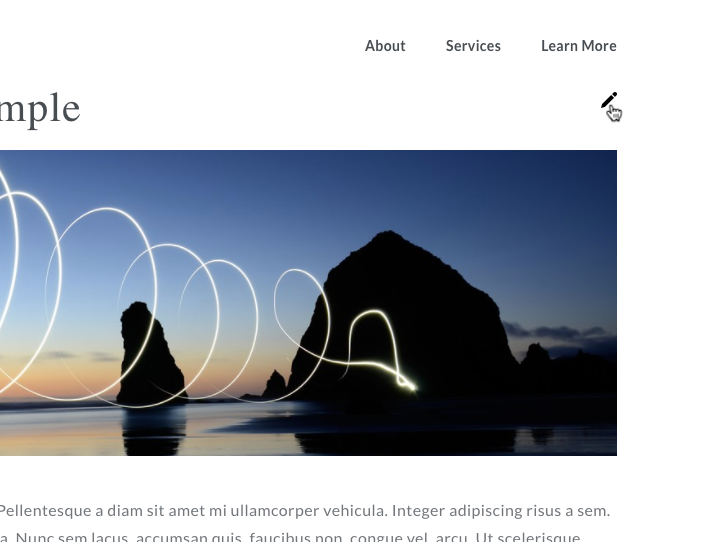 About Services Learn More
mple
Pellentesque a diam sit amet mi ullamcorper vehicula. Integer adipiscing risus a sem.
a. Nunc sem lacus, accumsan quis, faucibus non, congue vel, arcu. Ut scelerisque